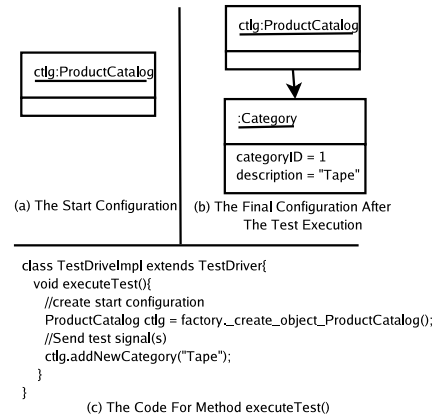 ctlg:ProductCatalog
(a) The Start Configuration
ctlg:ProductCatalog
:Category
categoryID = 1
description = "Tape"
(b) The Final Configuration After
The Test Execution
class TestDriveImpl extends TestDriver{
void executeTest(){
//create start configuration
ProductCatalog ctlg = factory._create_object_ProductCatalog();
//Send test signal(s)
ctlg.addNewCategory("Tape");
}
}
(c) The Code For Method executeTest()